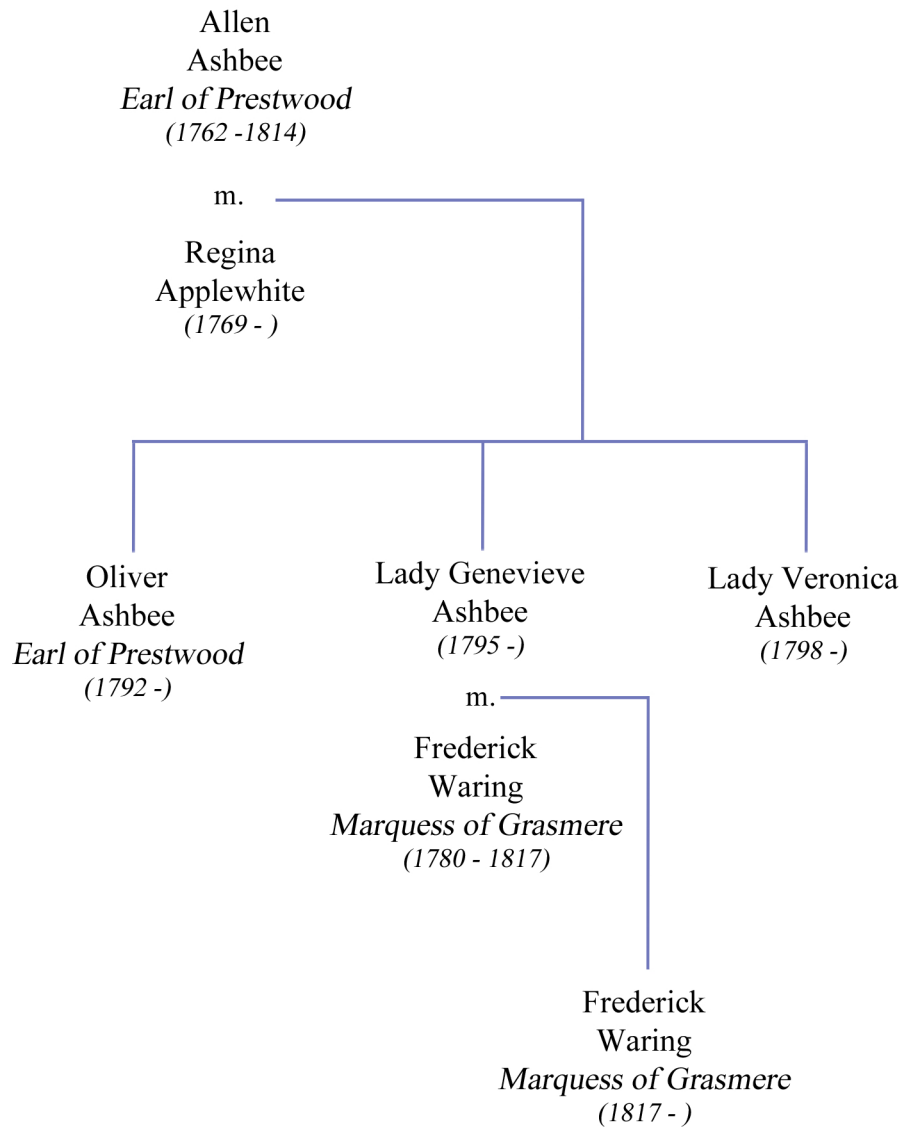 Allen
Ashbee
Earl of Prestwood
(1762 -1814)
m.
Regina
Applewhite
(1769 - )
Oliver
Ashbee
Earl of Prestwood
(1792 -)
Lady Genevieve
Ashbee
(1795 -)
m.
Frederick
Waring
Marquess of Grasmere
(1780 - 1817)
Frederick
Waring
Marquess of Grasmere
(1817 - )
Lady Veronica
Ashbee
(1798 -)